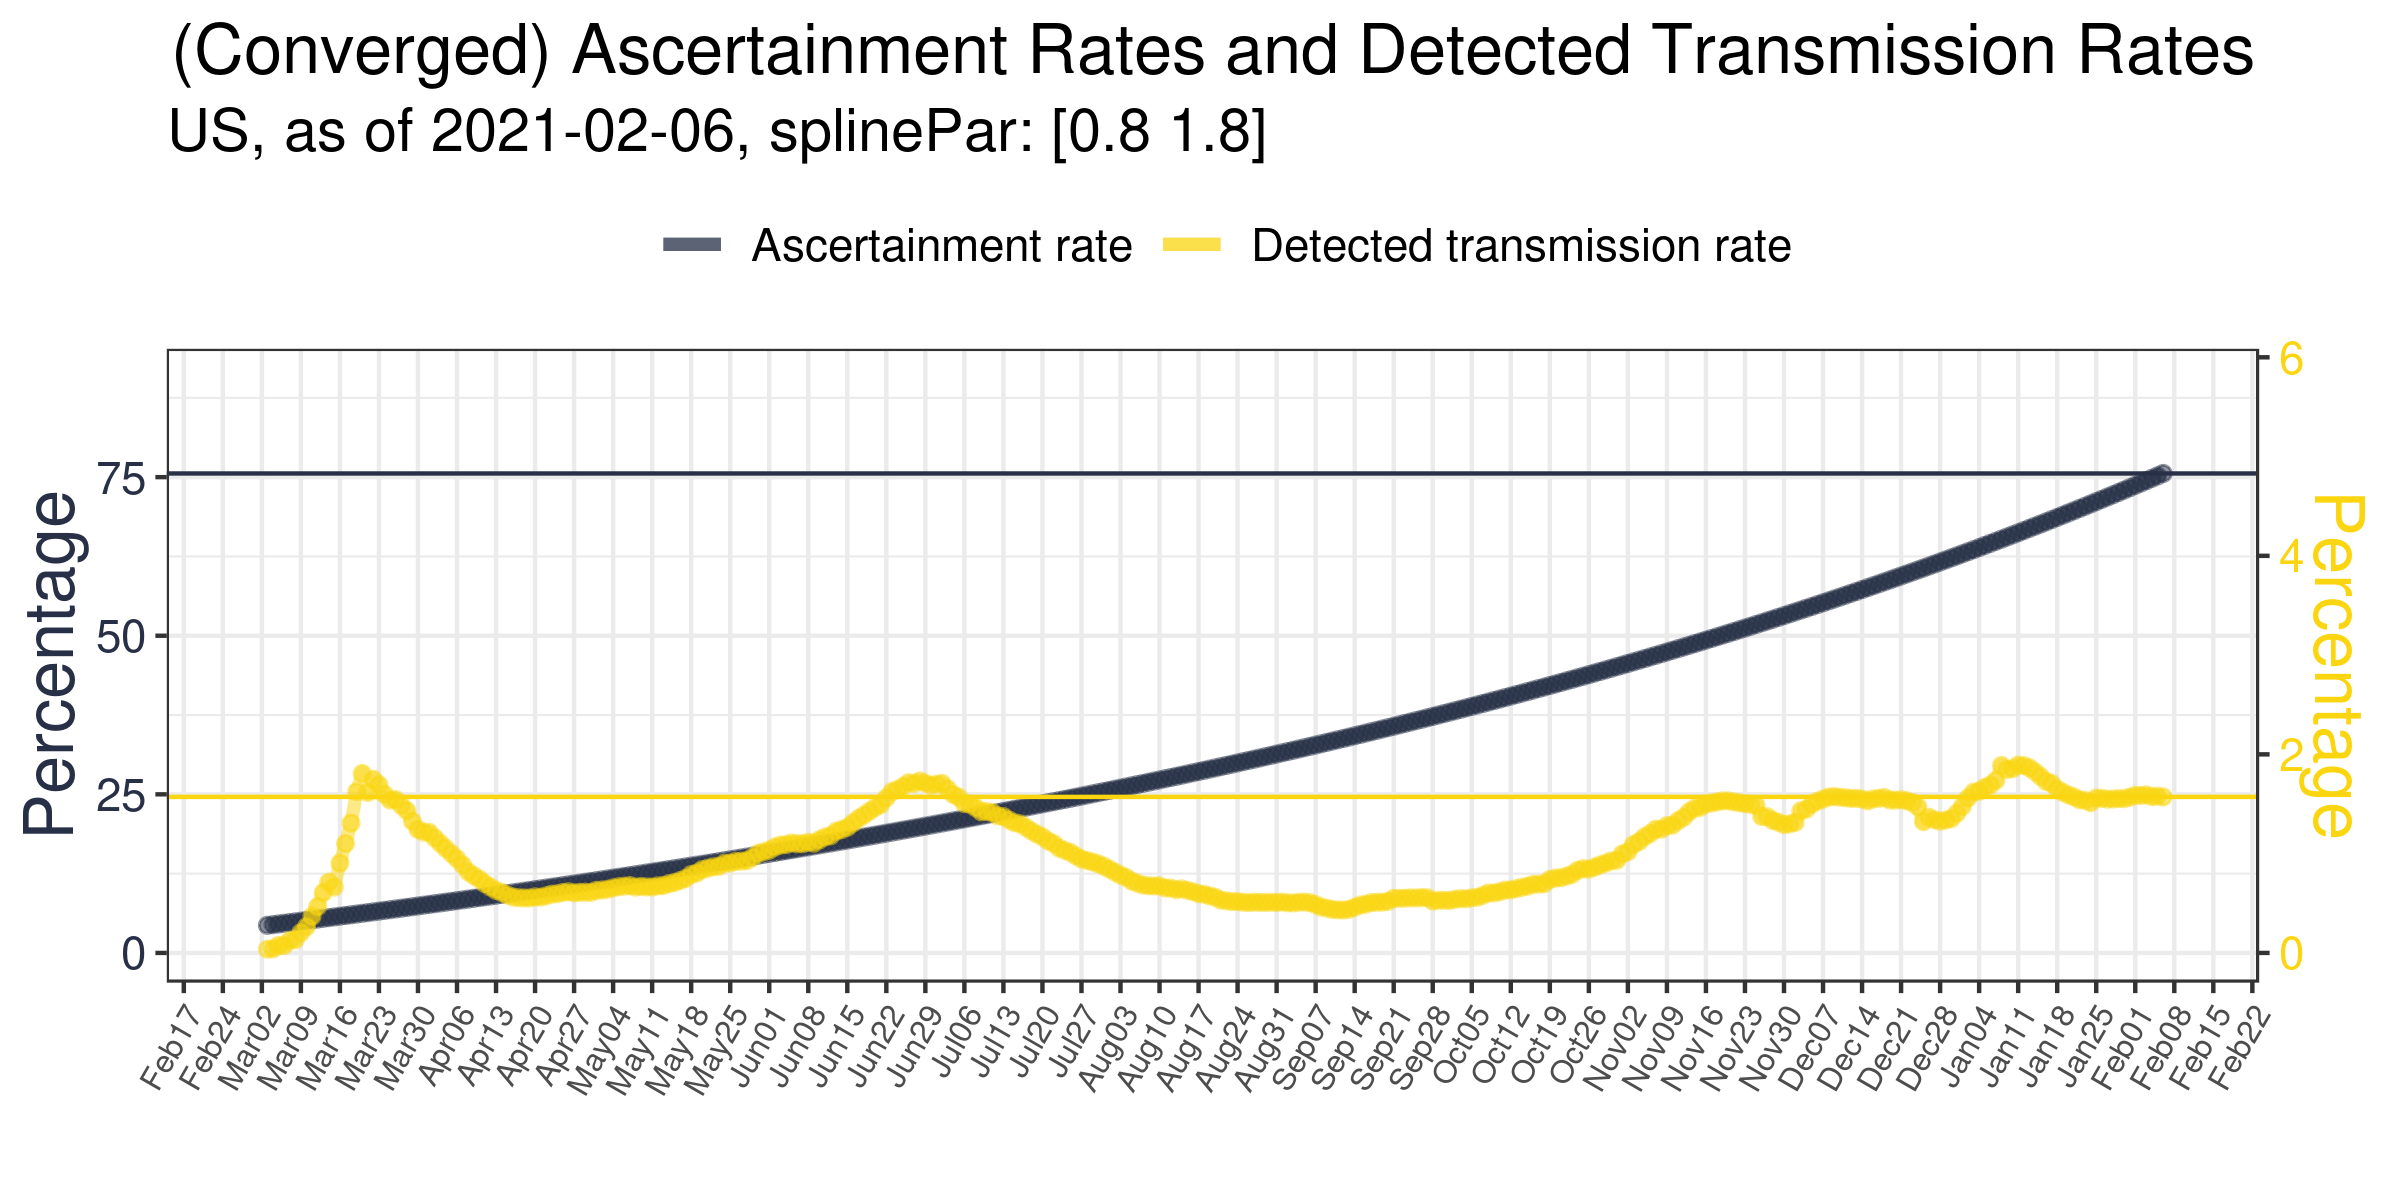 (Converged) Ascertainment Rates and Detected Transmission Rates
US, as of 2021-02-06, splinePar: [0.8 1.8]
Ascertainment rate
Detected transmission rate
Percentage
75
50
25
0
6
4
2
0
Percentage
Feb17
Feb24
Mar02
Mar09
Mar16
Mar23
Mar30
Apr06
Apr13
Apr20
Apr27
May04
May11
May18
May25
Jun01
Jun08
Jun15
Jun22
Jun29
Jul06
Jul13
Jul20
Jul27
Aug03
Aug10
Aug17
Aug24
Aug31
Sep07
Sep14
Sep21
Sep28
Oct05
Oct12
Oct19
Oct26
Nov02
Nov09
Nov16
Nov23
Nov30
Dec07
Dec14
Dec21
Dec28
Jan04
Jan11
Jan18
Jan25
Feb01
Feb08
Feb15
Feb22